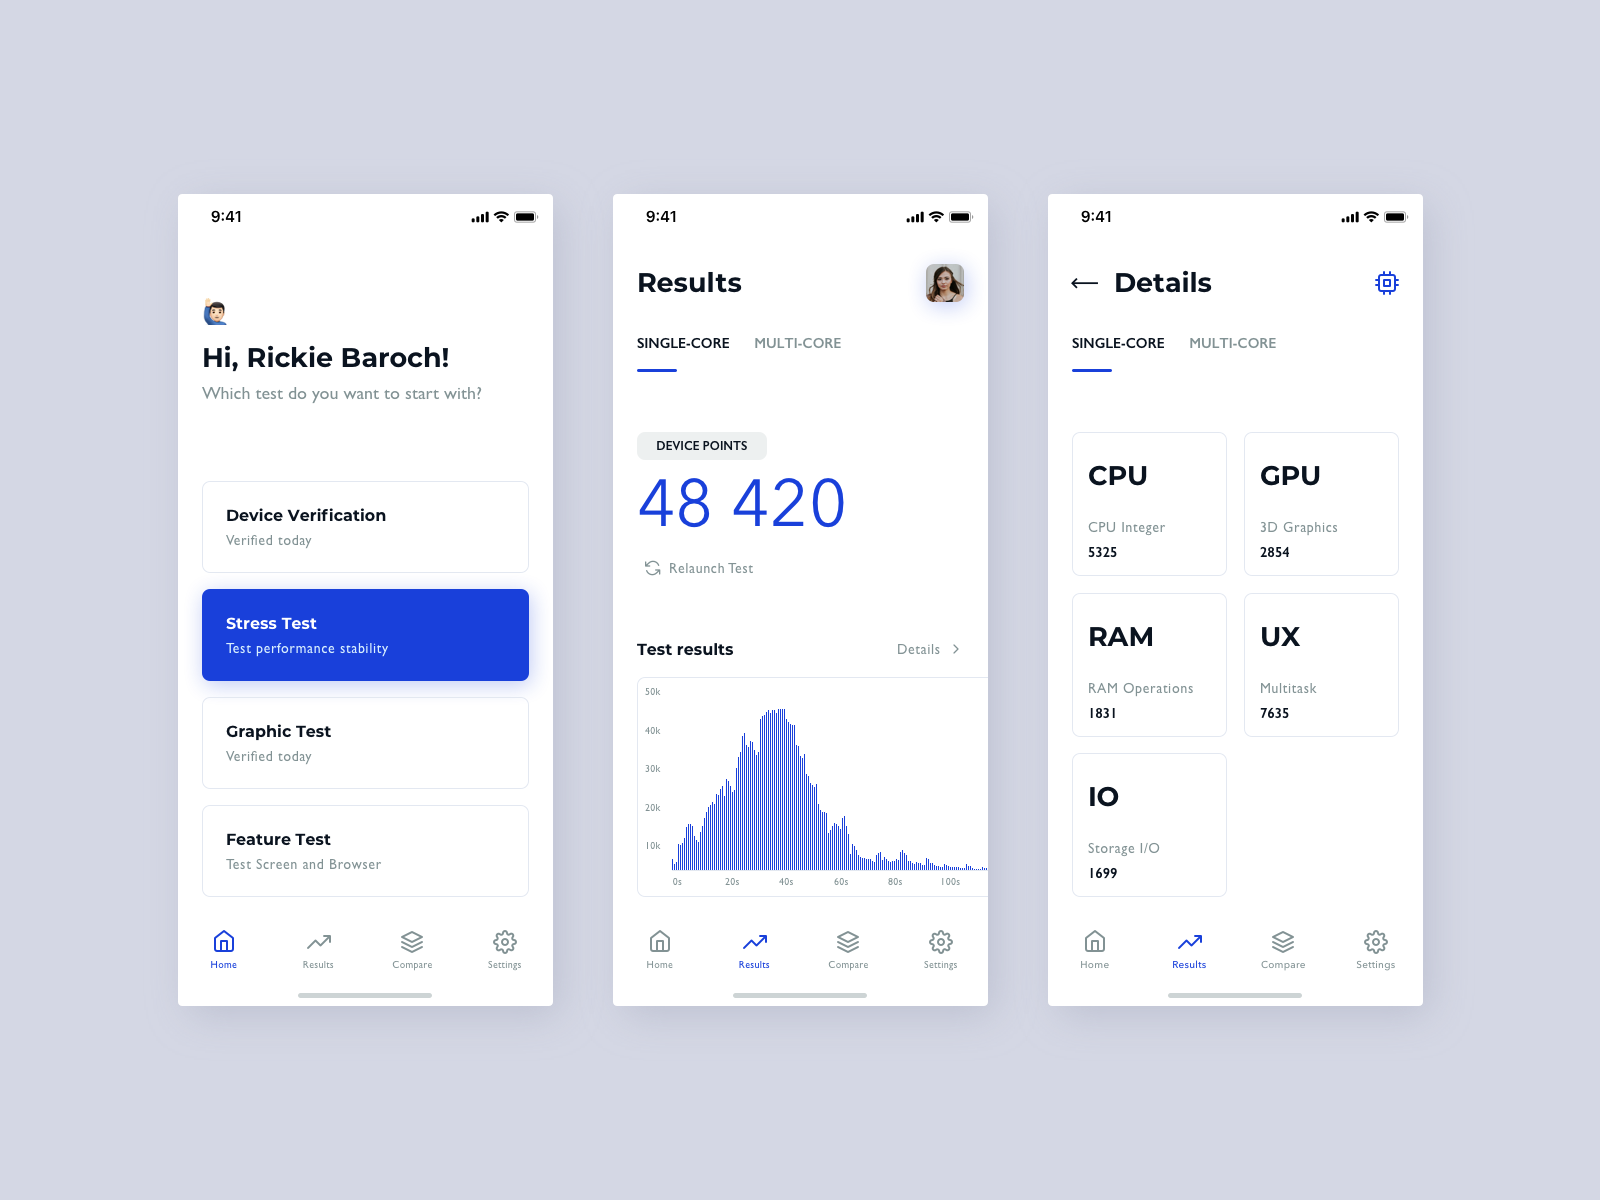 9:41
Hi, Rickie Baroch!
Which test do you want to start with?
Device Verification
Verified today
Stress Test
Test performance stability
Graphic Test
Verified today
Feature Test
Test Screen and Browser
Home Results Compare Settings
9:41
Results
SINGLE-CORE MULTI-CORE
DEVICE POINTS
48 420
Relaunch Test
Test results Details
50k
40k
30k
20k
10k
0s 20s 40s 60s 80s 100s
Home Results Compare Settings
9:41
Details
SINGLE-CORE MULTI-CORE
CPU
CPU Integer
5325
GPU
3D Graphics
2854
RAM
RAM Operations
1831
UX
Multitask
7635
IO
Storage I/O
1699
Home Results Compare Settings